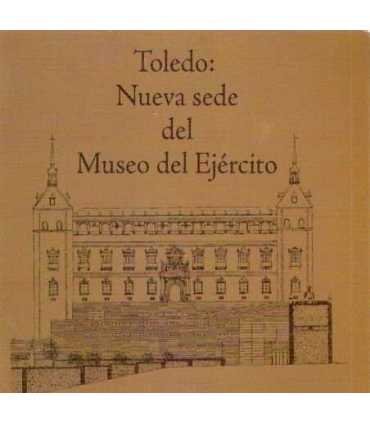 Toledo:
Nueva sede
del
Museo del Ejército